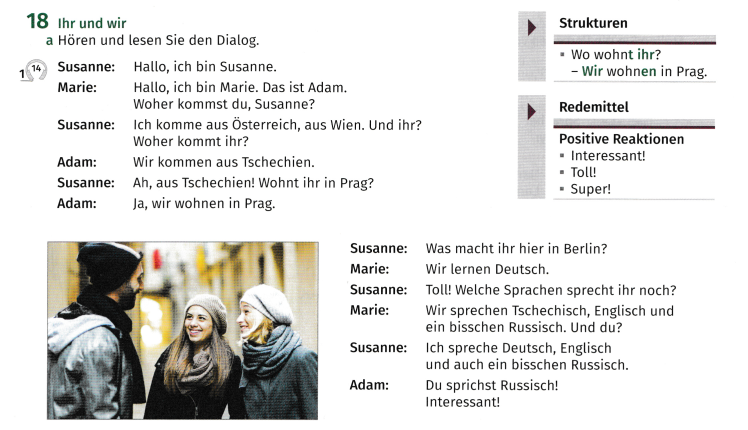 18 Ihr und wir
a Hören und lesen Sie den Dialog.
1 14
Susanne: Hallo, ich bin Susanne.
Marie: Hallo, ich bin Marie. Das ist Adam.
Woher kommst du, Susanne?
Susanne: Ich komme aus Österreich, aus Wien. Und ihr?
Woher kommt ihr?
Adam: Wir kommen aus Tschechien.
Susanne: Ah, aus Tschechien! Wohnt ihr in Prag?
Adam: Ja, wir wohnen in Prag.
Strukturen
▪ Wo wohnt ihr?
– Wir wohnen in Prag.
Redemittel
Positive Reaktionen
▪ Interessant!
▪ Toll!
▪ Super!
Susanne: Was macht ihr hier in Berlin?
Marie: Wir lernen Deutsch.
Susanne: Toll! Welche Sprachen sprecht ihr noch?
Marie: Wir sprechen Tschechisch, Englisch und
ein bisschen Russisch. Und du?
Susanne: Ich spreche Deutsch, Englisch
und auch ein bisschen Russisch.
Adam: Du sprichst Russisch!
Interessant!